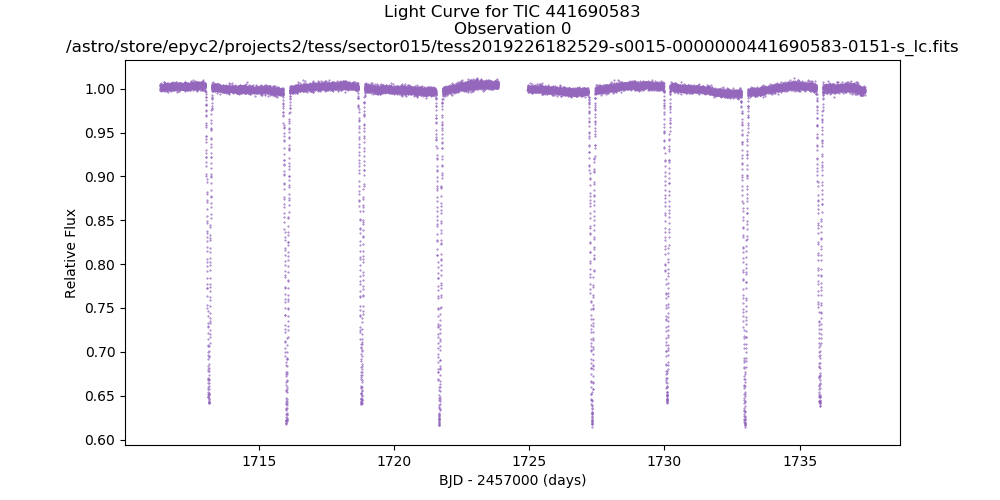 Light Curve for TIC 441690583
Observation 0
/astro/store/epyc2/projects2/tess/sector015/tess2019226182529-s0015-0000000441690583-0151-s_lc.fits
1.00
0.95
0.90
0.85
0.80
0.75
0.70
0.65
0.60
Relative Flux
1715
1720
1725
1730
1735
BJD - 2457000 (days)